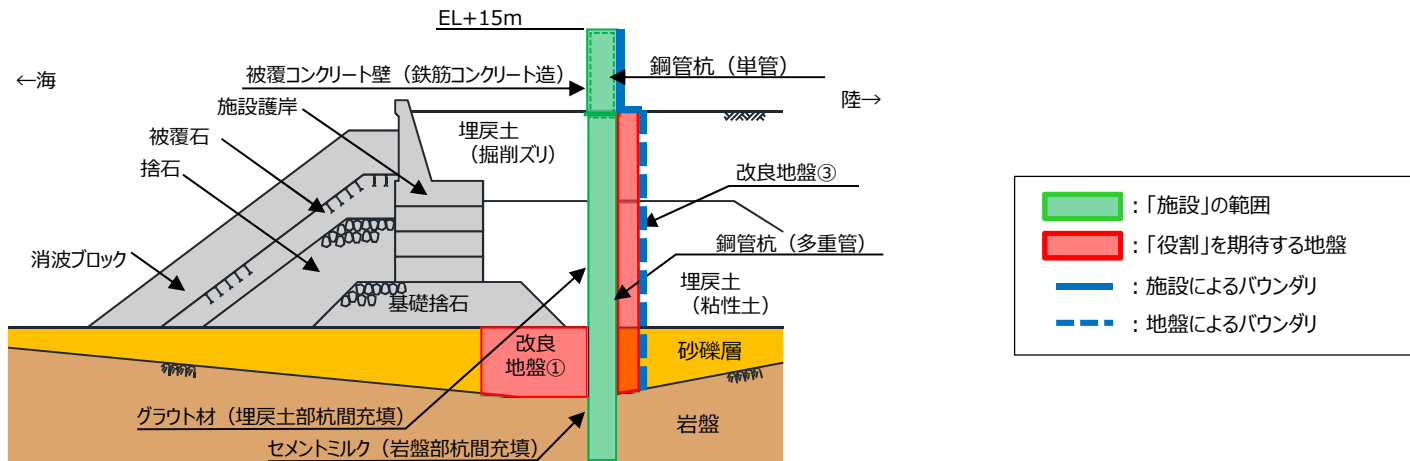 EL+15m
←海
被覆コンクリート壁（鉄筋コンクリート造）
鋼管杭（単管）
陸→
施設護岸
埋戻土
（掘削ズリ）
被覆石
捨石
改良地盤③
鋼管杭（多重管）
消波ブロック
埋戻土
（粘性土）
基礎捨石
改良
地盤①
砂礫層
グラウト材（埋戻土部杭間充填）
岩盤
セメントミルク（岩盤部杭間充填）
：「施設」の範囲
：「役割」を期待する地盤
：施設によるバウンダリ
：地盤によるバウンダリ